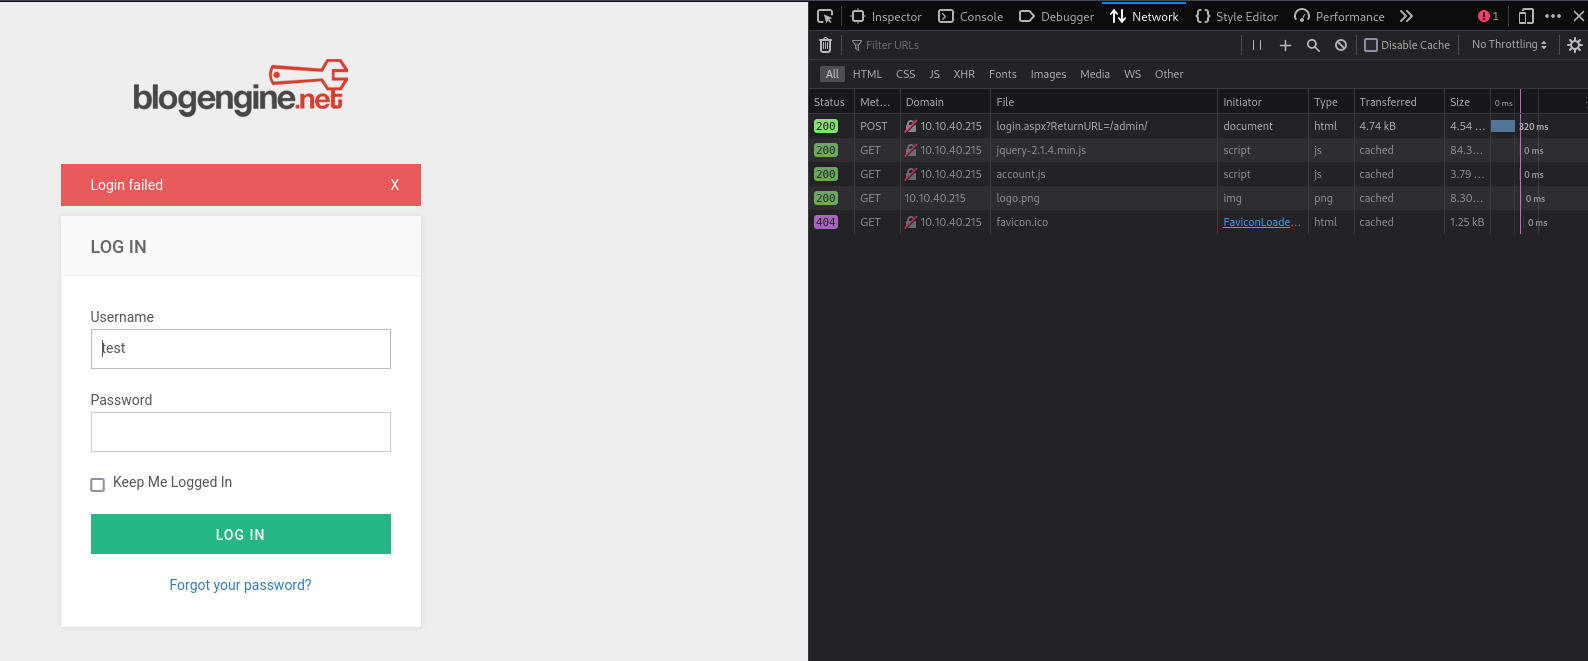 blogengine.net
Login failed X
LOG IN
Username
test
Password
Keep Me Logged In
LOG IN
Forgot your password?
Inspector Console Debugger Network Style Editor Performance 1
Filter URLs Disable Cache No Throttling
All HTML CSS JS XHR Fonts Images Media WS Other
Status Met... Domain File Initiator Type Transferred Size 0 ms
200 POST 10.10.40.215 login.aspx?ReturnURL=/admin/ document html 4.74 kB 4.54 ... 320 ms
200 GET 10.10.40.215 jquery-2.1.4.min.js script js cached 84.3... 0 ms
200 GET 10.10.40.215 account.js script js cached 3.79 ... 0 ms
200 GET 10.10.40.215 logo.png img png cached 8.30... 0 ms
404 GET 10.10.40.215 favicon.ico FaviconLoade... html cached 1.25 kB 0 ms